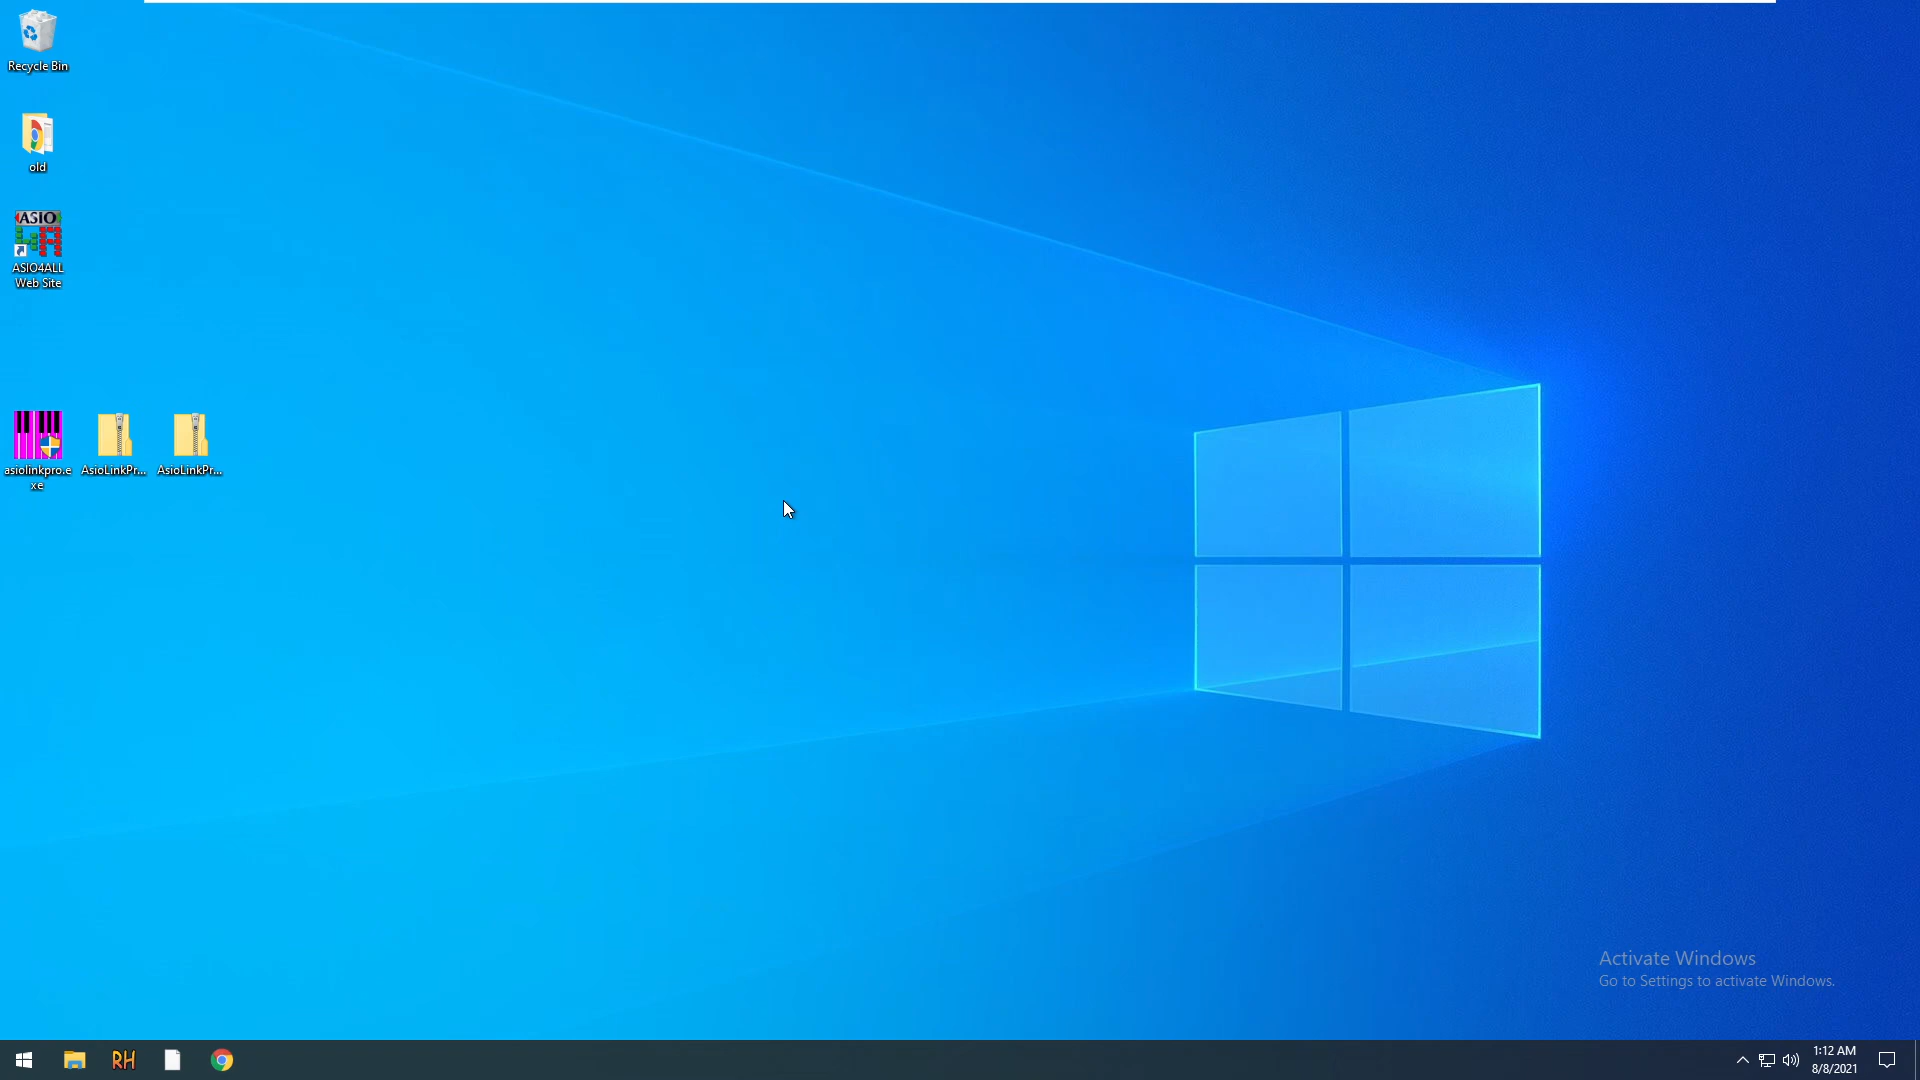 Recycle Bin
old
ASIO
ASIO4ALL
Web Site
asiolinkpro.e
xe
AsioLinkPr...
AsioLinkPr...
Activate Windows
Go to Settings to activate Windows.
RH
1:12 AM
8/8/2021